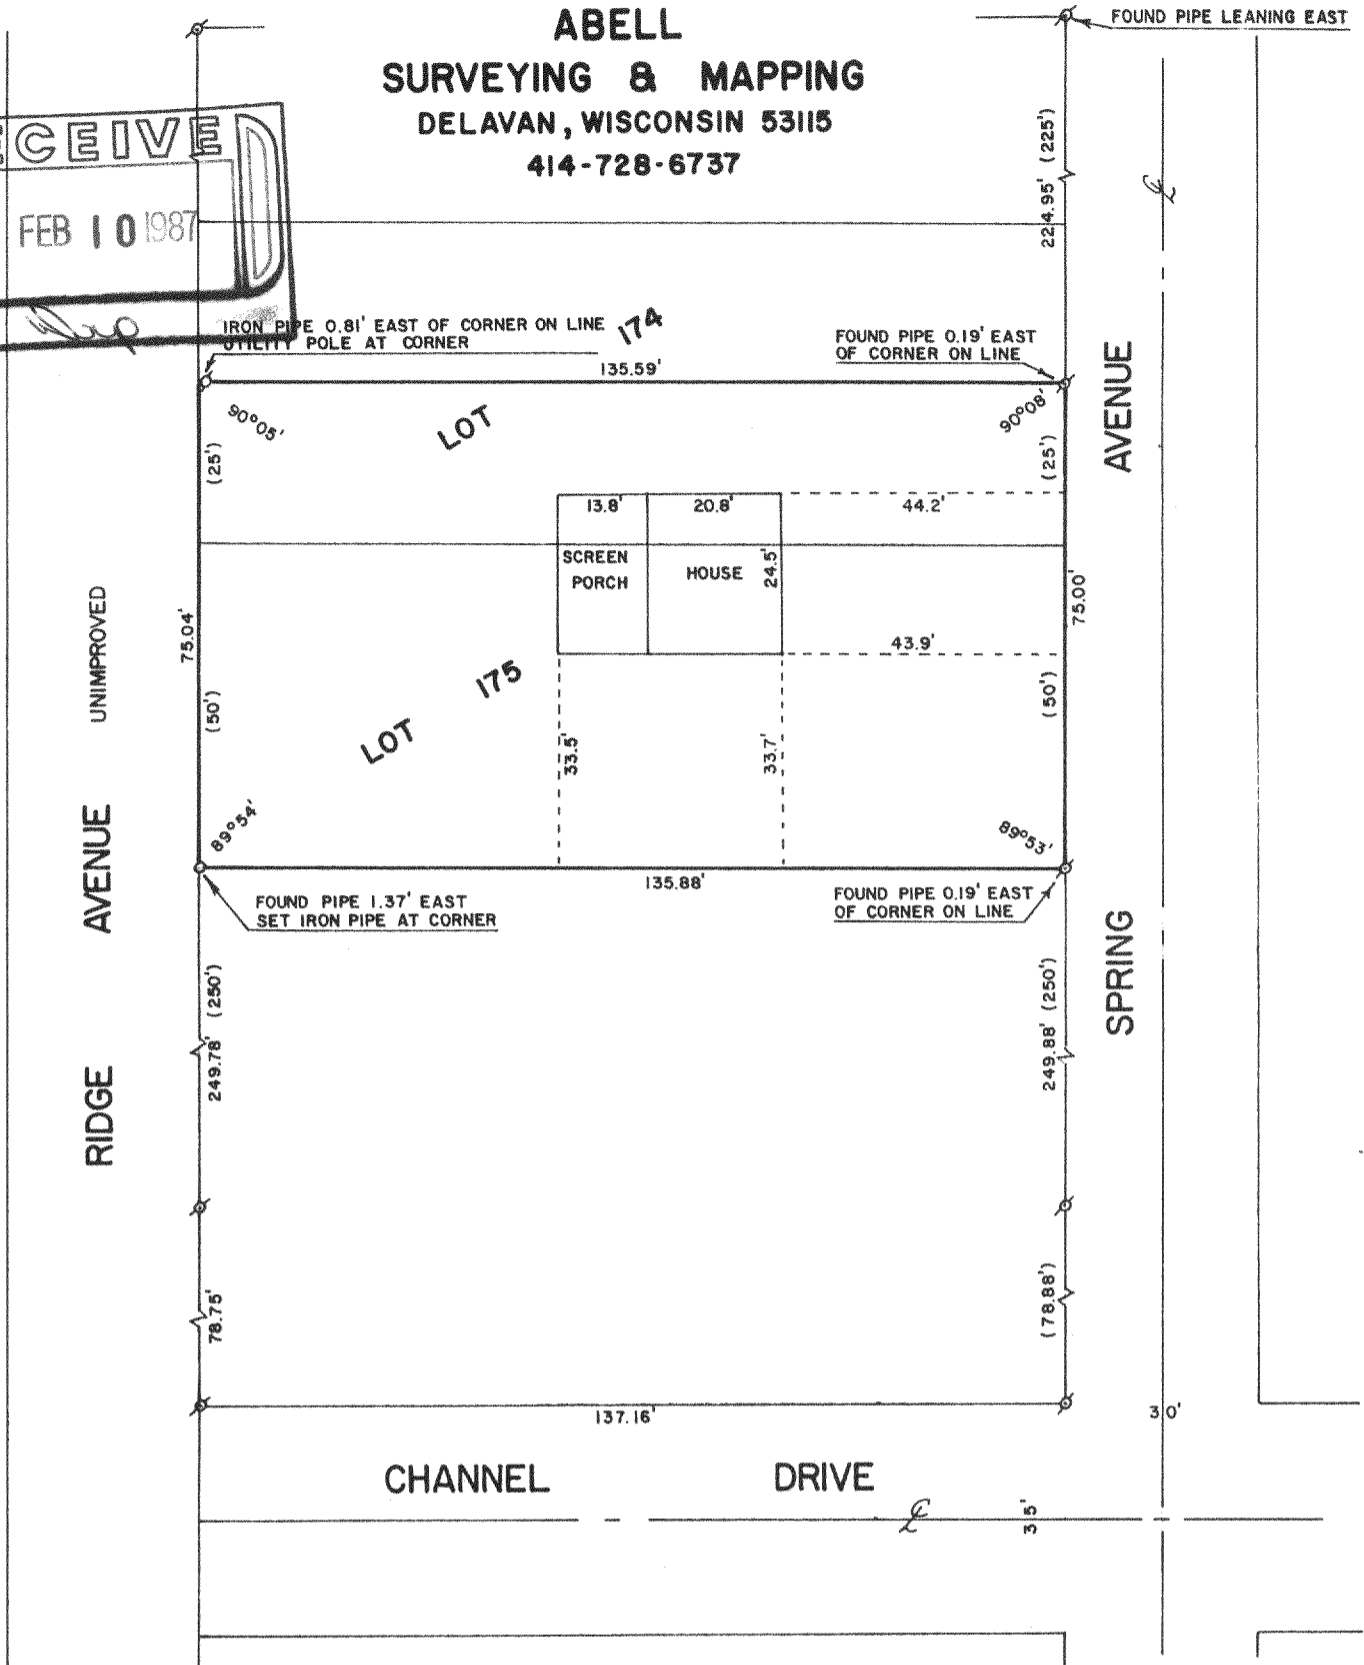 ABELL
SURVEYING & MAPPING
DELAVAN, WISCONSIN 53115
414-728-6737
FOUND PIPE LEANING EAST
ECEIVED
FEB 10 1987
224.95' (225')
℄
IRON PIPE 0.81' EAST OF CORNER ON LINE
UTILITY POLE AT CORNER
174
135.59'
FOUND PIPE 0.19' EAST
OF CORNER ON LINE
90°05'
LOT
90°08'
(25')
(25')
AVENUE
13.8'
20.8'
44.2'
SCREEN
PORCH
HOUSE
24.5'
75.04'
75.00'
UNIMPROVED
43.9'
(50')
(50')
LOT 175
33.5'
33.7'
89°54'
89°53'
135.88'
FOUND PIPE 1.37' EAST
SET IRON PIPE AT CORNER
FOUND PIPE 0.19' EAST
OF CORNER ON LINE
RIDGE AVENUE
SPRING
249.78' (250')
249.88' (250')
78.75'
(78.88')
137.16'
30'
CHANNEL DRIVE
℄
35'